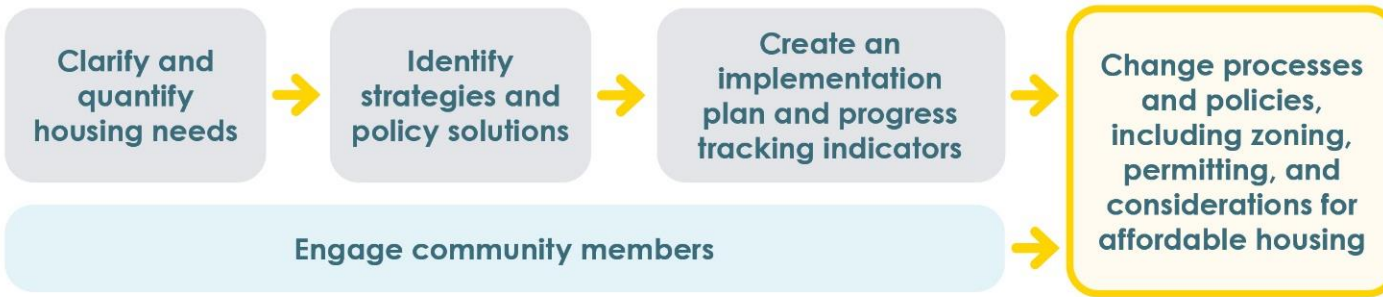 Clarify and
quantify
housing needs
Identify
strategies and
policy solutions
Create an
implementation
plan and progress
tracking indicators
Change processes
and policies,
including zoning,
permitting, and
considerations for
affordable housing
Engage community members